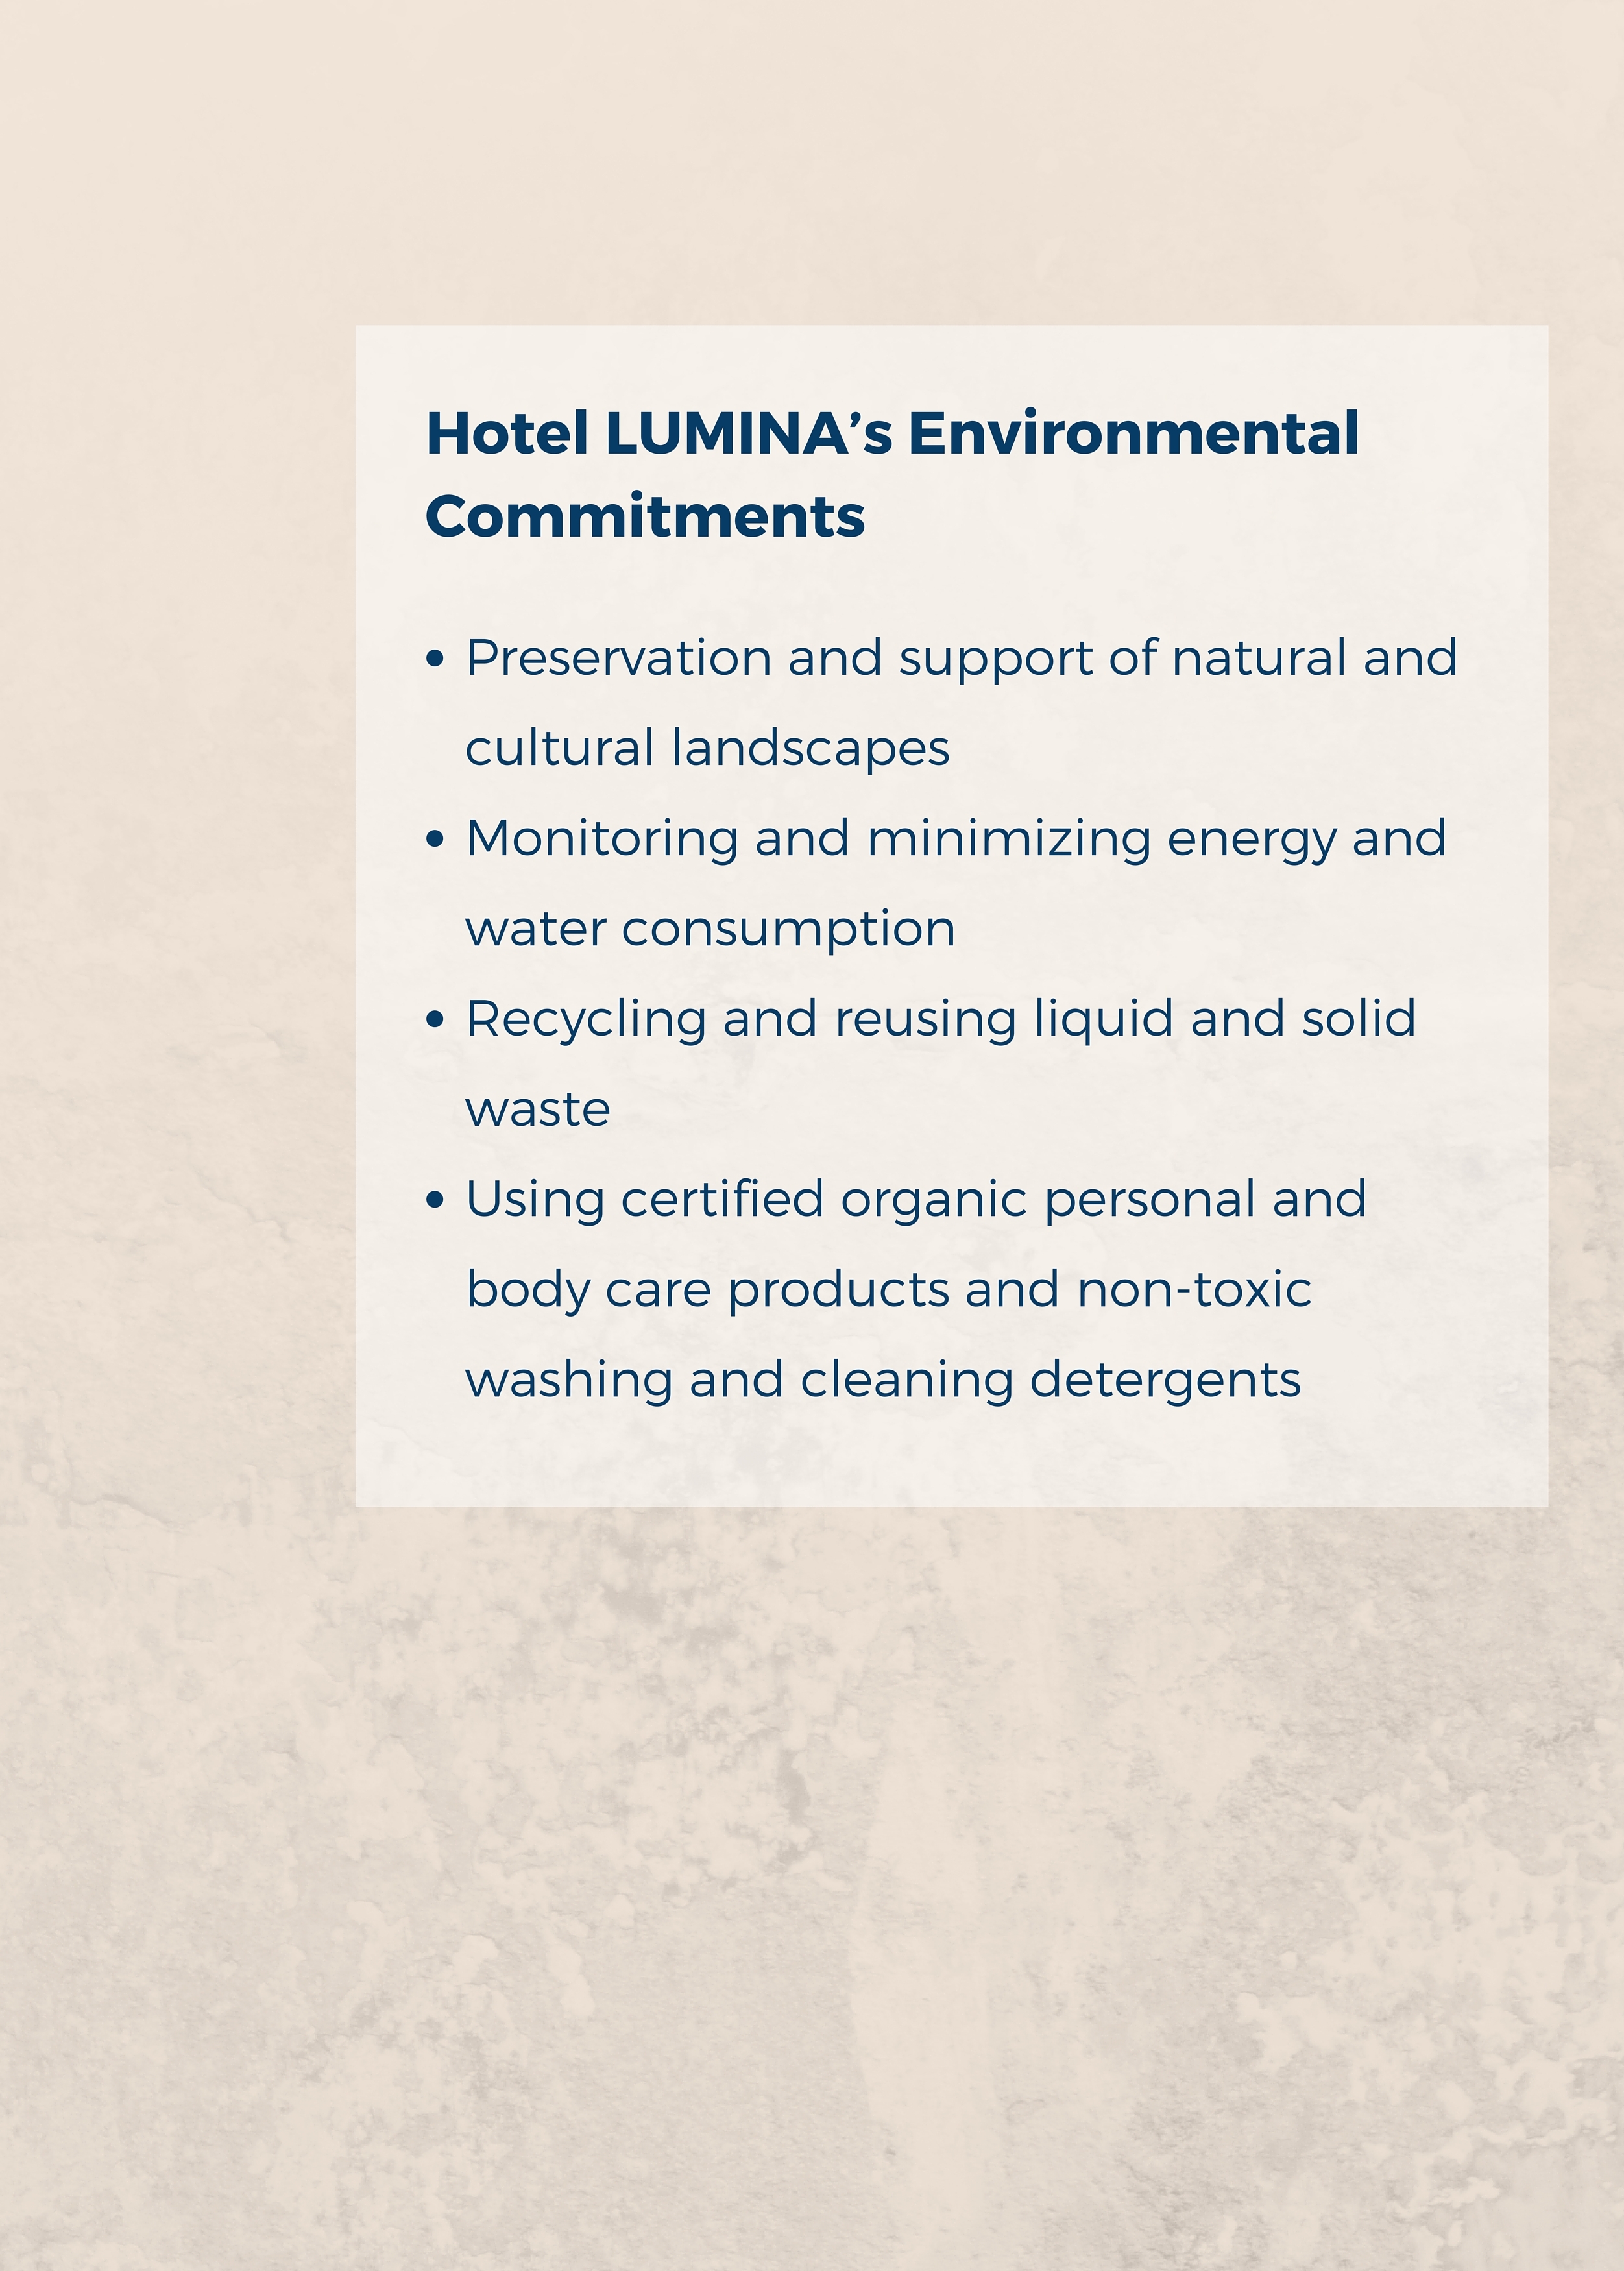 Hotel LUMINA’s Environmental
Commitments
• Preservation and support of natural and
cultural landscapes
• Monitoring and minimizing energy and
water consumption
• Recycling and reusing liquid and solid
waste
• Using certified organic personal and
body care products and non-toxic
washing and cleaning detergents